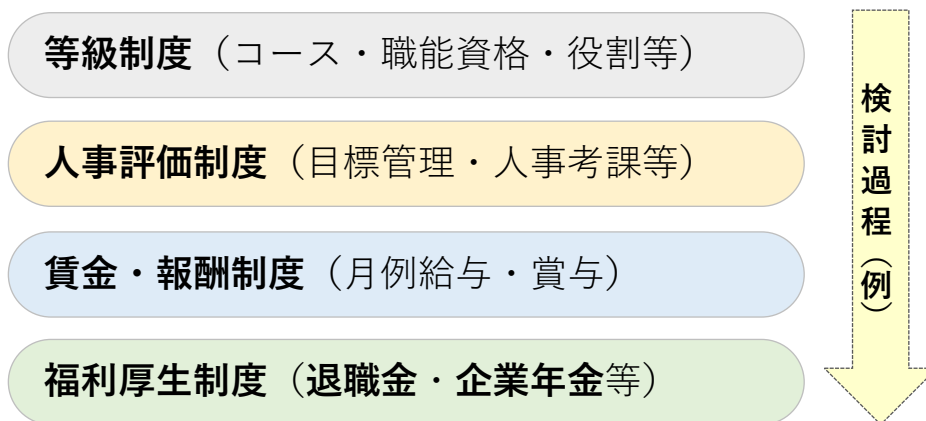 等級制度（コース・職能資格・役割等）
人事評価制度（目標管理・人事考課等）
賃金・報酬制度（月例給与・賞与）
福利厚生制度（退職金・企業年金等）
検討過程（例）